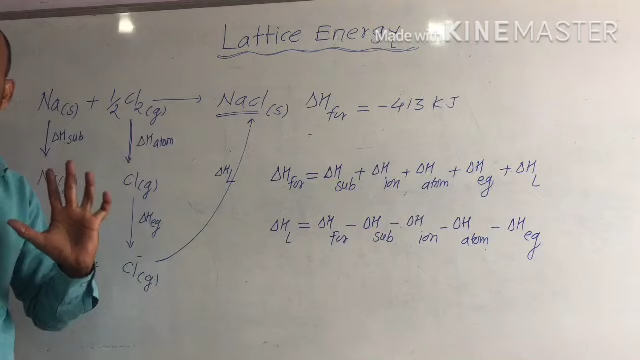 Lattice Energy
Made with KINEMASTER
Na(s) + 1/2 Cl2(g) → NaCl(s) ΔHfor = -413 KJ
ΔHsub ΔHatom
Cl(g) ΔHL ΔHfor = ΔHsub + ΔHion + ΔHatom + ΔHeg + ΔHL
ΔHeg ΔHL = ΔHfor - ΔHsub - ΔHion - ΔHatom - ΔHeg
Cl-(g)